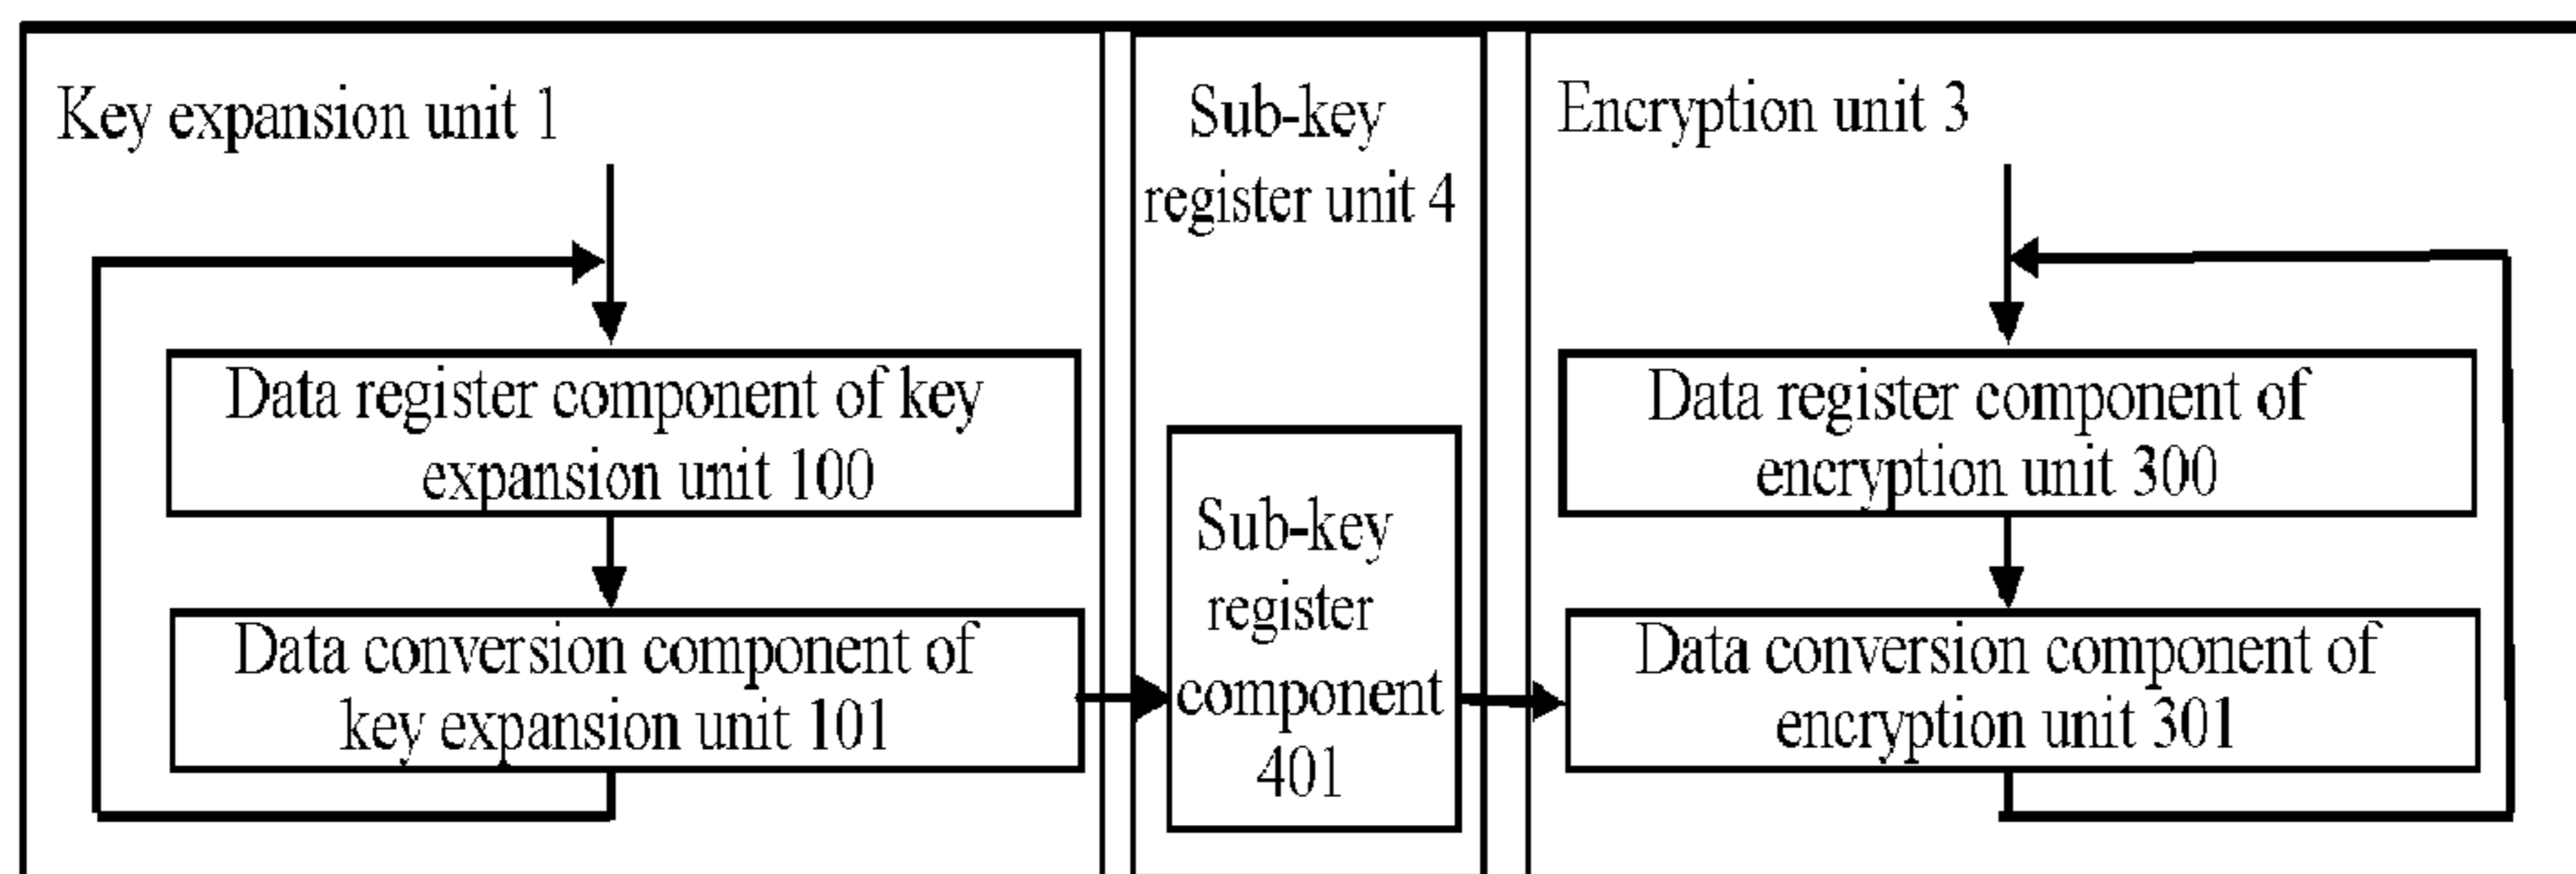 Key expansion unit 1
Data register component of key
expansion unit 100
Data conversion component of
key expansion unit 101
Sub-key
register unit 4
Sub-key
register
component
401
Encryption unit 3
Data register component of
encryption unit 300
Data conversion component of
encryption unit 301